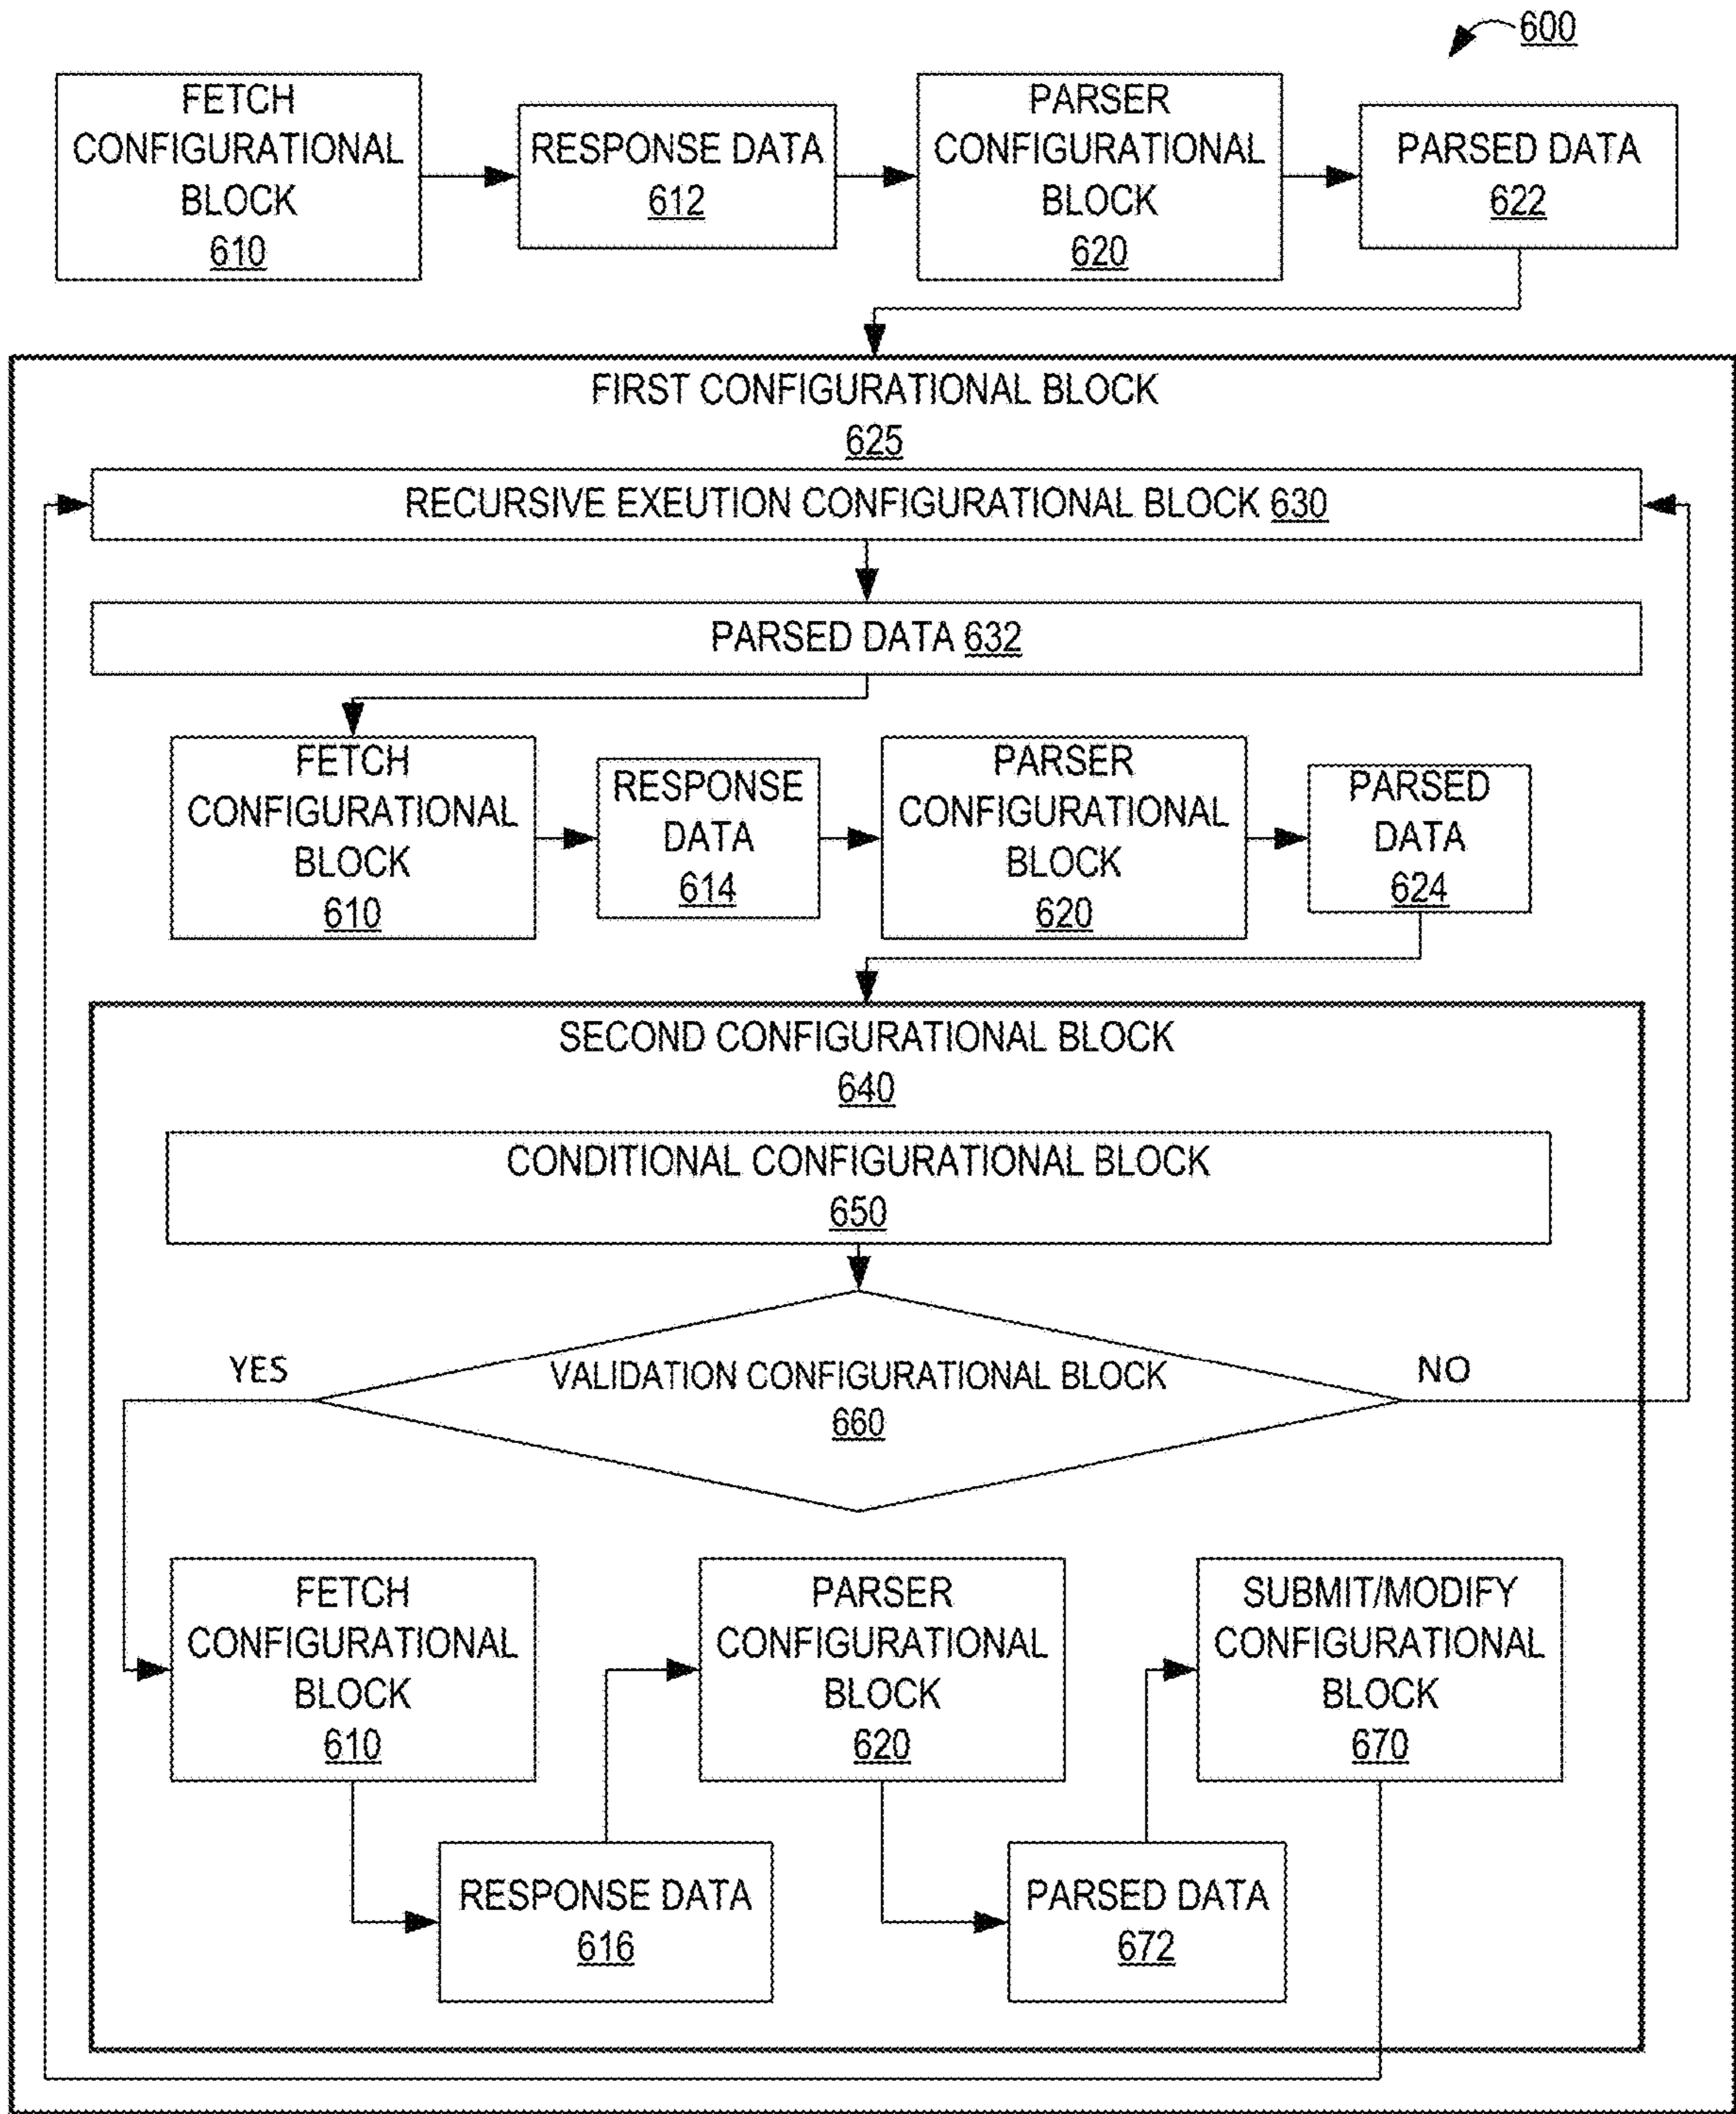 600
FETCH
CONFIGURATIONAL
BLOCK
610
RESPONSE DATA
612
PARSER
CONFIGURATIONAL
BLOCK
620
PARSED DATA
622
FIRST CONFIGURATIONAL BLOCK
625
RECURSIVE EXEUTION CONFIGURATIONAL BLOCK 630
PARSED DATA 632
FETCH
CONFIGURATIONAL
BLOCK
610
RESPONSE
DATA
614
PARSER
CONFIGURATIONAL
BLOCK
620
PARSED
DATA
624
SECOND CONFIGURATIONAL BLOCK
640
CONDITIONAL CONFIGURATIONAL BLOCK
650
YES
VALIDATION CONFIGURATIONAL BLOCK
660
NO
FETCH
CONFIGURATIONAL
BLOCK
610
PARSER
CONFIGURATIONAL
BLOCK
620
SUBMIT/MODIFY
CONFIGURATIONAL
BLOCK
670
RESPONSE DATA
616
PARSED DATA
672